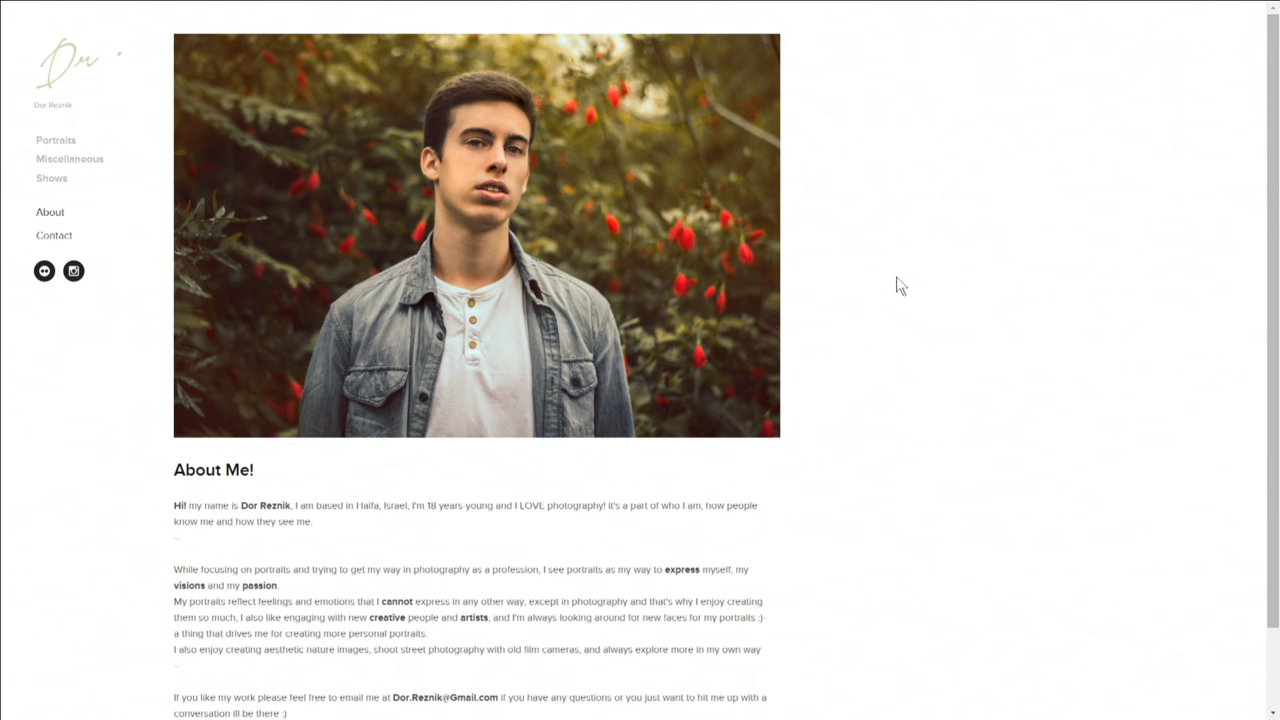 Dr
Dor Reznik
Portraits
Miscellaneous
Shows
About
Contact
About Me!
Hi! my name is Dor Reznik, I am based in Haifa, Israel, I'm 18 years young and I LOVE photography! it's a part of who I am, how people
know me and how they see me.
...
While focusing on portraits and trying to get my way in photography as a profession, I see portraits as my way to express myself, my
visions and my passion.
My portraits reflect feelings and emotions that I cannot express in any other way, except in photography and that's why I enjoy creating
them so much, I also like engaging with new creative people and artists, and I'm always looking around for new faces for my portraits :)
a thing that drives me for creating more personal portraits.
I also enjoy creating aesthetic nature images, shoot street photography with old film cameras, and always explore more in my own way
...
If you like my work please feel free to email me at Dor.Reznik@Gmail.com if you have any questions or you just want to hit me up with a
conversation ill be there :)